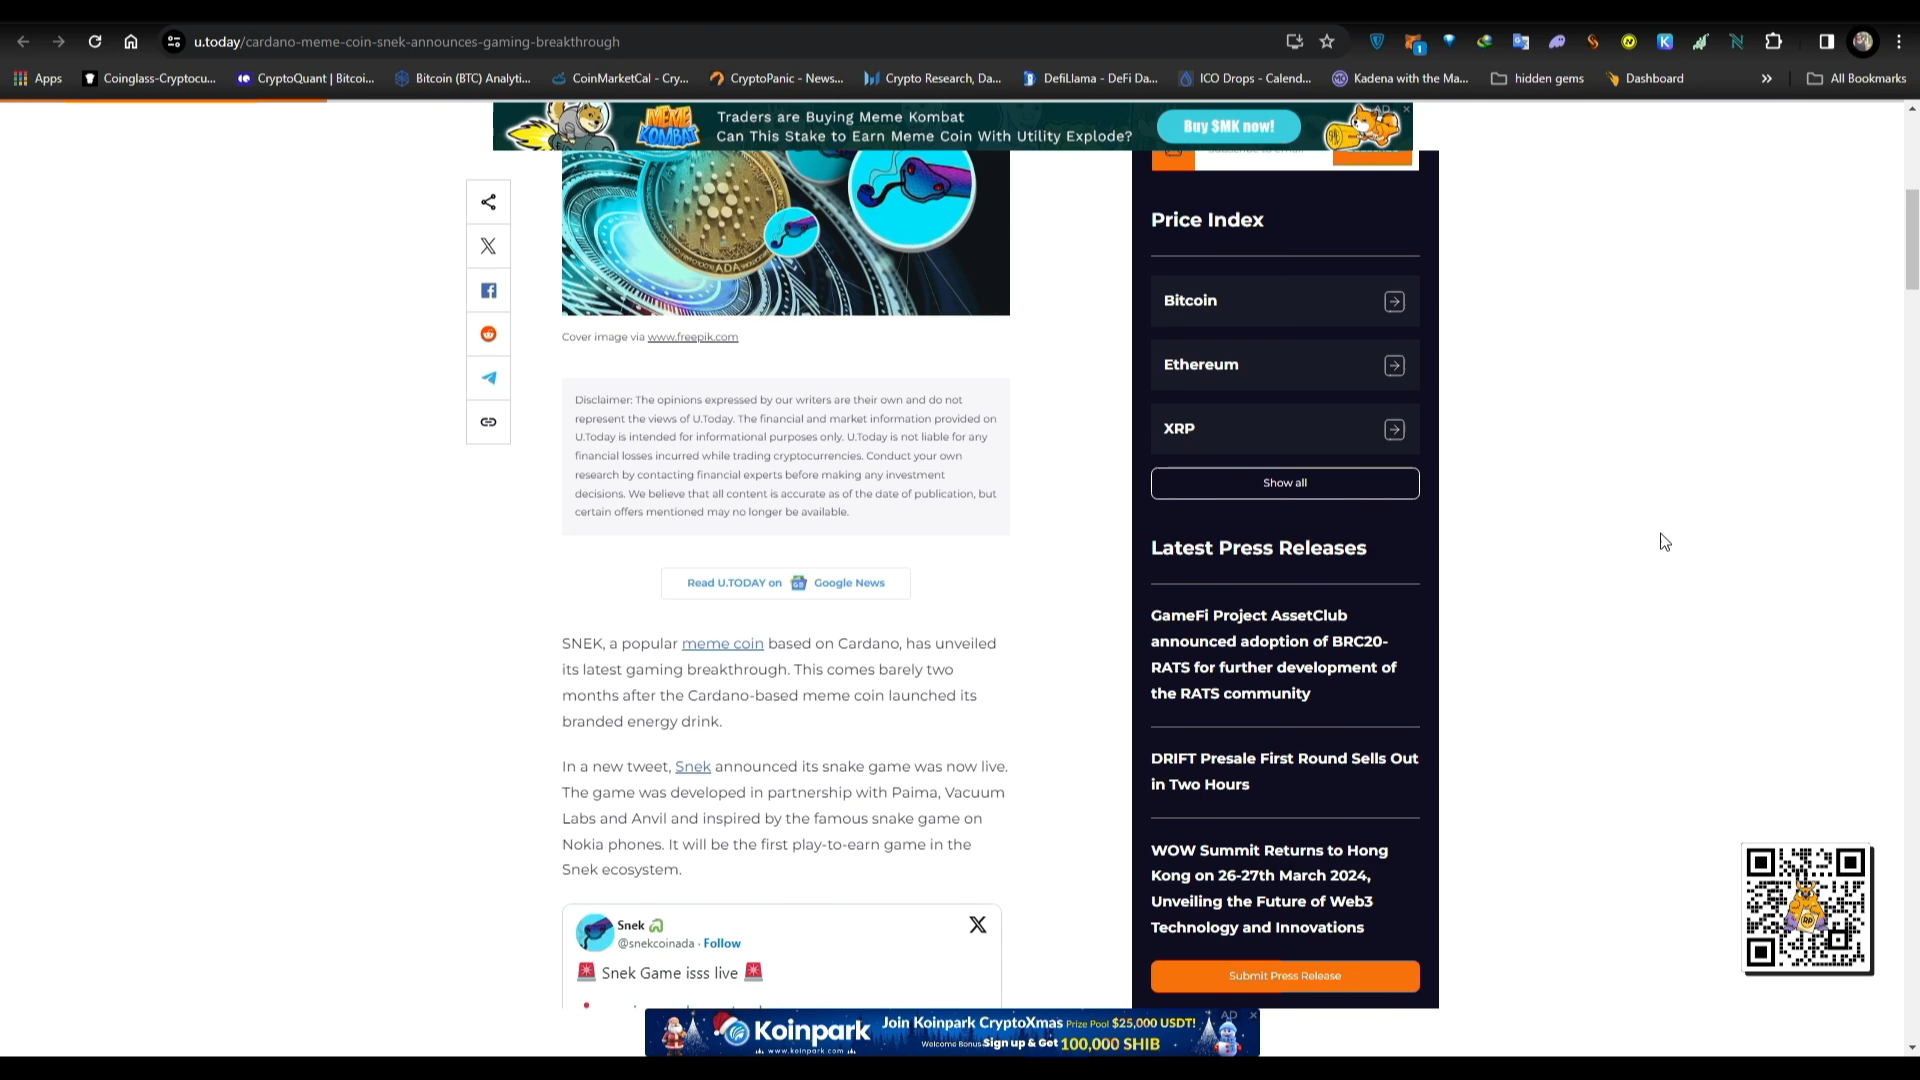 u.today/cardano-meme-coin-snek-announces-gaming-breakthrough
1
Apps
Coinglass-Cryptocu...
CryptoQuant | Bitcoi...
Bitcoin (BTC) Analyti...
CoinMarketCal - Cry...
CryptoPanic - News...
Crypto Research, Da...
DefiLlama - DeFi Da...
ICO Drops - Calend...
Kadena with the Ma...
hidden gems
Dashboard
All Bookmarks
MEME KOMBAT
Traders are Buying Meme Kombat
Can This Stake to Earn Meme Coin With Utility Explode?
Buy $MK now!
AD
ADA
Cover image via www.freepik.com
Disclaimer: The opinions expressed by our writers are their own and do not
represent the views of U.Today. The financial and market information provided on
U.Today is intended for informational purposes only. U.Today is not liable for any
financial losses incurred while trading cryptocurrencies. Conduct your own
research by contacting financial experts before making any investment
decisions. We believe that all content is accurate as of the date of publication, but
certain offers mentioned may no longer be available.
Read U.TODAY on Google News
SNEK, a popular meme coin based on Cardano, has unveiled
its latest gaming breakthrough. This comes barely two
months after the Cardano-based meme coin launched its
branded energy drink.
In a new tweet, Snek announced its snake game was now live.
The game was developed in partnership with Paima, Vacuum
Labs and Anvil and inspired by the famous snake game on
Nokia phones. It will be the first play-to-earn game in the
Snek ecosystem.
Snek
@snekcoinada · Follow
Snek Game isss live
Price Index
Bitcoin
Ethereum
XRP
Show all
Latest Press Releases
GameFi Project AssetClub
announced adoption of BRC20-
RATS for further development of
the RATS community
DRIFT Presale First Round Sells Out
in Two Hours
WOW Summit Returns to Hong
Kong on 26-27th March 2024,
Unveiling the Future of Web3
Technology and Innovations
Submit Press Release
RP
Koinpark
www.koinpark.com
Join Koinpark CryptoXmas Prize Pool $25,000 USDT!
Welcome Bonus Sign up & Get 100,000 SHIB
AD